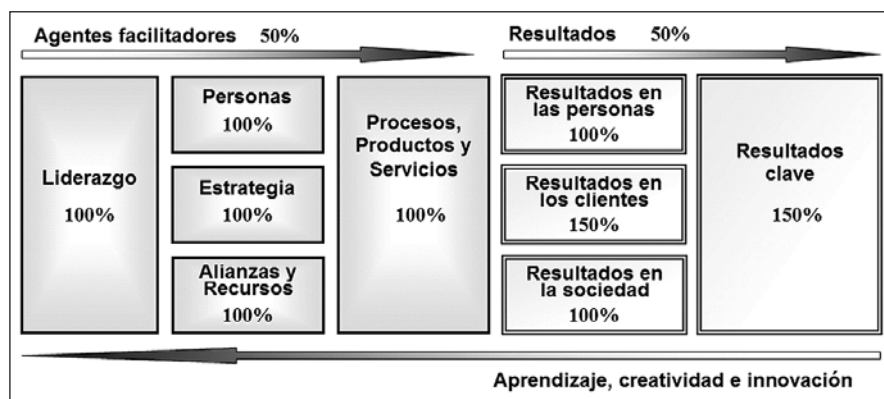 Agentes facilitadores 50%
Resultados 50%
Liderazgo
100%
Personas
100%
Estrategia
100%
Alianzas y
Recursos
100%
Procesos,
Productos y
Servicios
100%
Resultados en
las personas
100%
Resultados en
los clientes
150%
Resultados en
la sociedad
100%
Resultados
clave
150%
Aprendizaje, creatividad e innovación